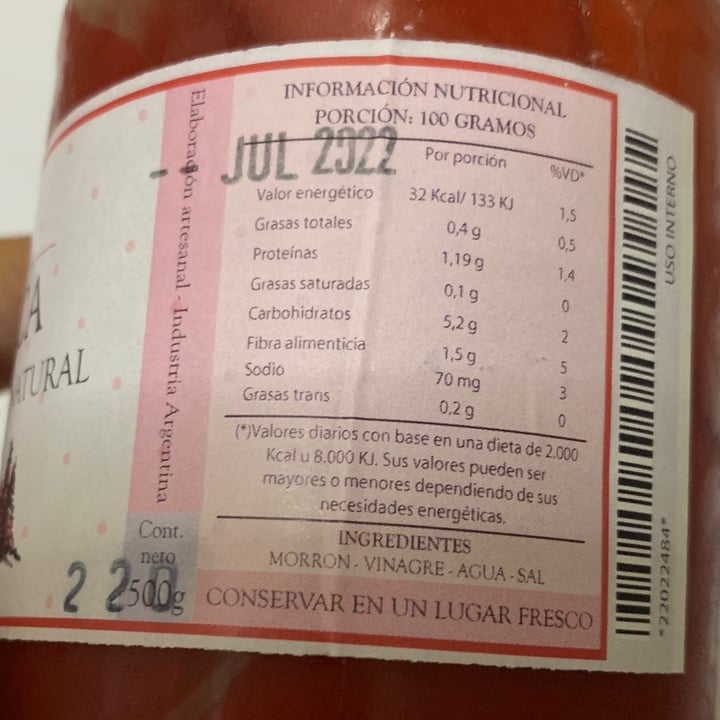 INFORMACIÓN NUTRICIONAL
PORCIÓN: 100 GRAMOS
Por porción %VD*
Valor energético 32 Kcal/ 133 KJ 1,5
Grasas totales 0,4 g 0,5
Proteínas 1,19 g 1,4
Grasas saturadas 0,1 g 0
Carbohidratos 5,2 g 2
Fibra alimenticia 1,5 g 5
Sodio 70 mg 3
Grasas trans 0,2 g 0
(*)Valores diarios con base en una dieta de 2.000
Kcal u 8.000 KJ. Sus valores pueden ser
mayores o menores dependiendo de sus
necesidades energéticas.
INGREDIENTES
MORRON - VINAGRE - AGUA - SAL
CONSERVAR EN UN LUGAR FRESCO
JUL 2022
Elaboración artesanal - Industria Argentina
Cont.
neto
500g
USO INTERNO
*22022484*